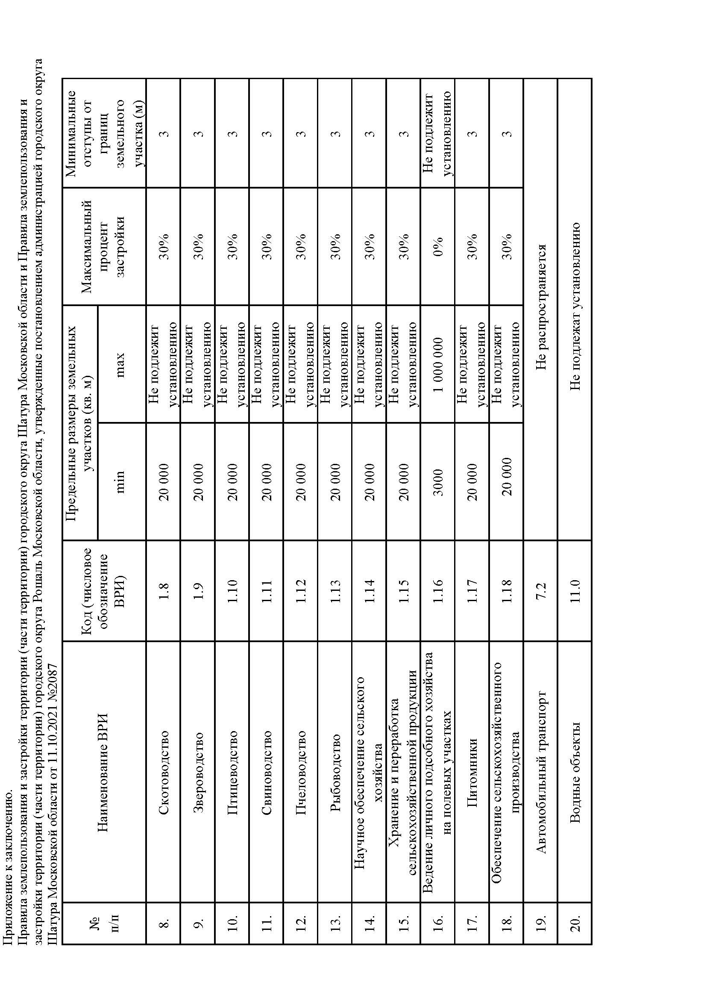 Приложение к заключению.
Правила землепользования и застройки территории (части территории) городского округа Шатура Московской области и Правила землепользования и
застройки территории (части территории) городского округа Рошаль Московской области, утвержденные постановлением администрацией городского округа
Шатура Московской области от 11.10.2021 №2087
№
п/п
Наименование ВРИ
Код (числовое
обозначение
ВРИ)
Предельные размеры земельных
участков (кв. м)
min
max
Максимальный
процент
застройки
Минимальные
отступы от
границ
земельного
участка (м)
8.
Скотоводство
1.8
20 000
Не подлежит
установлению
30%
3
9.
Звероводство
1.9
20 000
Не подлежит
установлению
30%
3
10.
Птицеводство
1.10
20 000
Не подлежит
установлению
30%
3
11.
Свиноводство
1.11
20 000
Не подлежит
установлению
30%
3
12.
Пчеловодство
1.12
20 000
Не подлежит
установлению
30%
3
13.
Рыбоводство
1.13
20 000
Не подлежит
установлению
30%
3
14.
Научное обеспечение сельского
хозяйства
1.14
20 000
Не подлежит
установлению
30%
3
15.
Хранение и переработка
сельскохозяйственной продукции
1.15
20 000
Не подлежит
установлению
30%
3
16.
Ведение личного подсобного хозяйства
на полевых участках
1.16
3000
1 000 000
0%
Не подлежит
установлению
17.
Питомники
1.17
20 000
Не подлежит
установлению
30%
3
18.
Обеспечение сельскохозяйственного
производства
1.18
20 000
Не подлежит
установлению
30%
3
19.
Автомобильный транспорт
7.2
Не распространяется
20.
Водные объекты
11.0
Не подлежат установлению